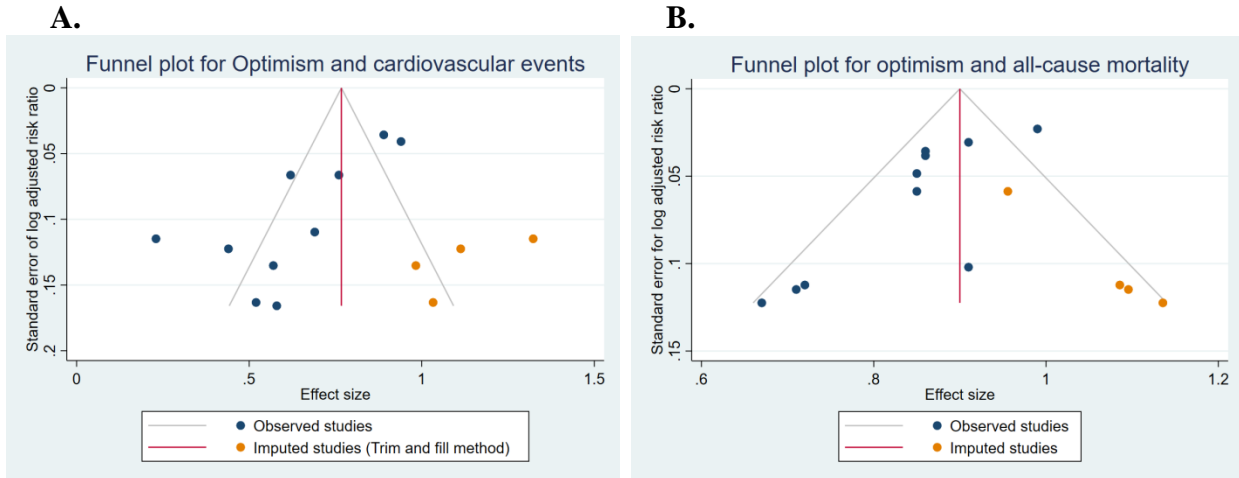 A.
Funnel plot for Optimism and cardiovascular events
Standard error of log adjusted risk ratio
0
.05
.1
.15
.2
0
.5
1
1.5
Effect size
Observed studies
Imputed studies (Trim and fill method)
B.
Funnel plot for optimism and all-cause mortality
Standard error for log adjusted risk ratio
0
.05
.1
.15
.6
.8
1
1.2
Effect size
Observed studies
Imputed studies